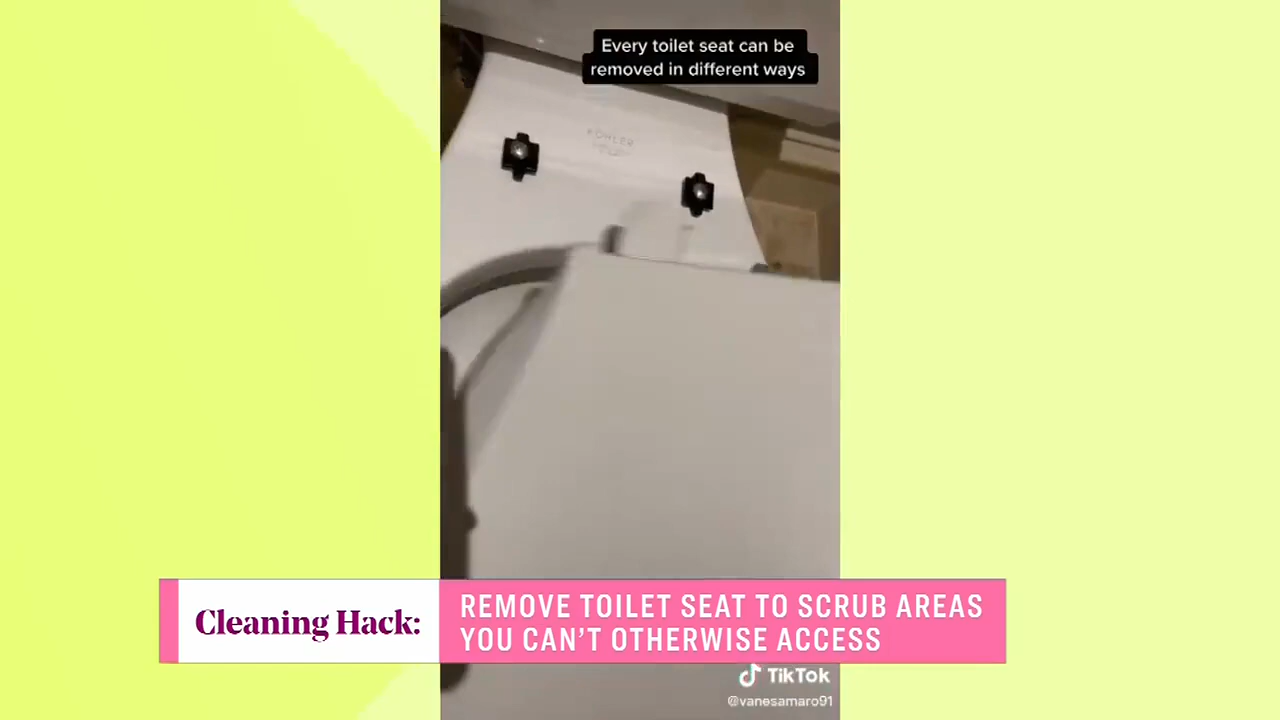 Every toilet seat can be
removed in different ways
KOHLER
Cleaning Hack:
REMOVE TOILET SEAT TO SCRUB AREAS
YOU CAN'T OTHERWISE ACCESS
TikTok
@vanesamaro91